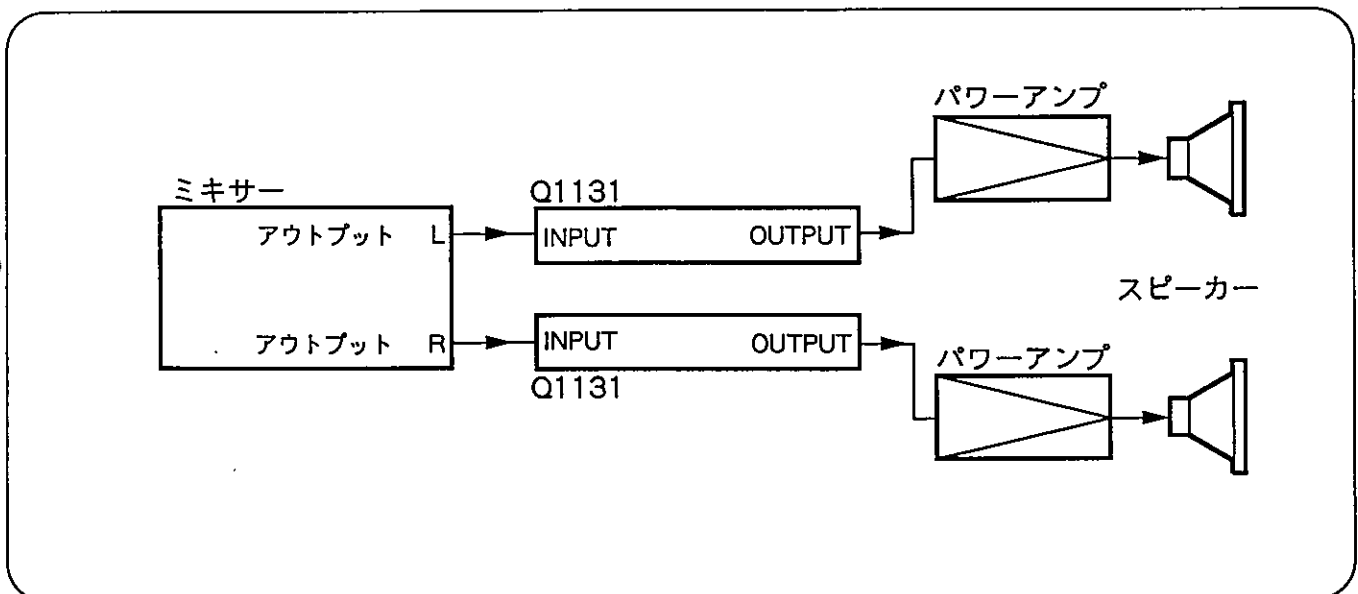 パワーアンプ
ミキサー
Q1131
アウトプット L
INPUT OUTPUT
スピーカー
アウトプット R
INPUT OUTPUT
パワーアンプ
Q1131